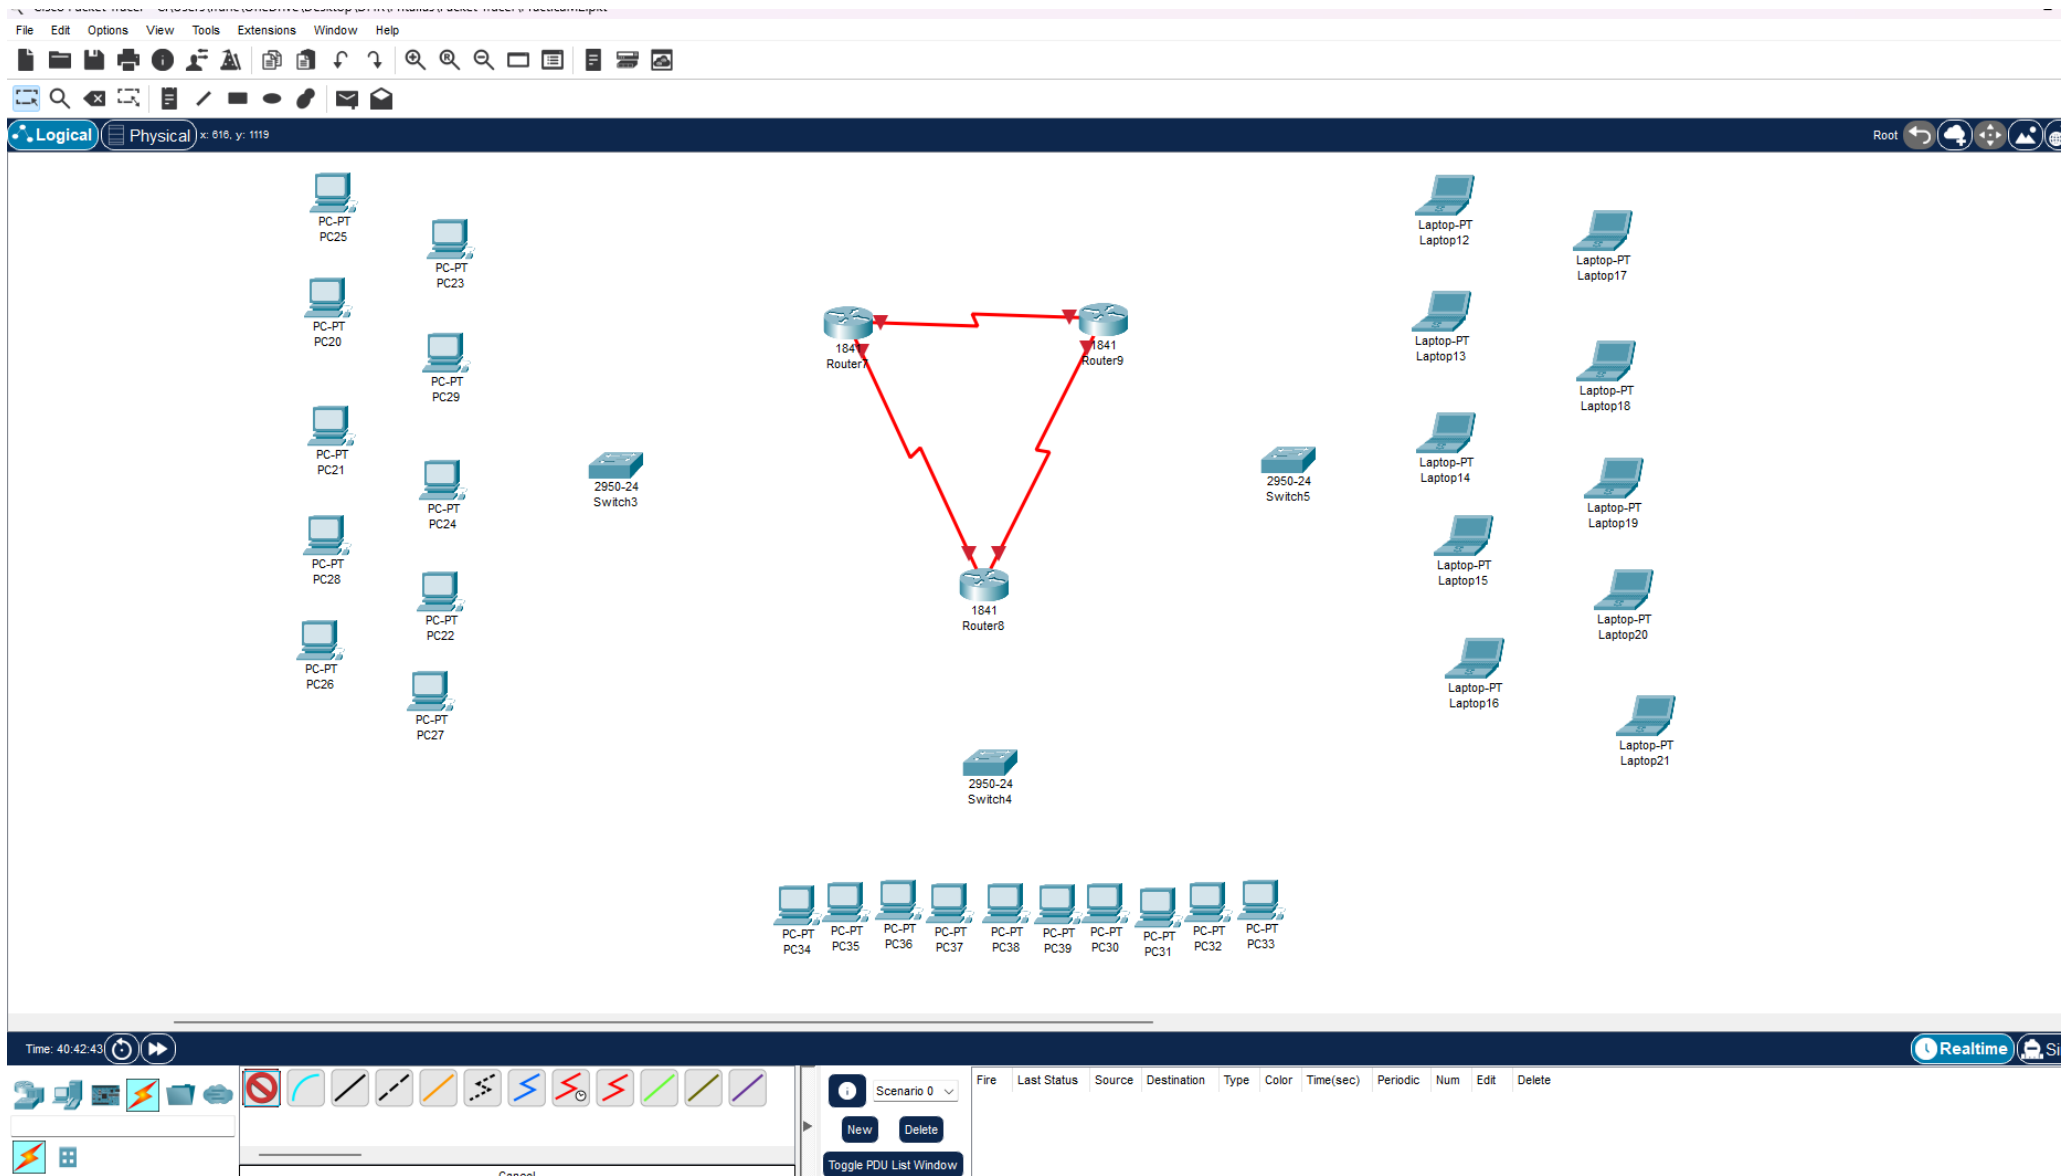 File Edit Options View Tools Extensions Window Help
Logical Physical x: 616, y: 1119 Root
PC-PT
PC25
PC-PT
PC23
PC-PT
PC20
PC-PT
PC29
PC-PT
PC21
PC-PT
PC24
PC-PT
PC28
PC-PT
PC22
PC-PT
PC26
PC-PT
PC27
2950-24
Switch3
1841
Router7
1841
Router9
1841
Router8
2950-24
Switch5
2950-24
Switch4
Laptop-PT
Laptop12
Laptop-PT
Laptop17
Laptop-PT
Laptop13
Laptop-PT
Laptop18
Laptop-PT
Laptop14
Laptop-PT
Laptop19
Laptop-PT
Laptop15
Laptop-PT
Laptop20
Laptop-PT
Laptop16
Laptop-PT
Laptop21
PC-PT
PC34
PC-PT
PC35
PC-PT
PC36
PC-PT
PC37
PC-PT
PC38
PC-PT
PC39
PC-PT
PC30
PC-PT
PC31
PC-PT
PC32
PC-PT
PC33
Time: 40:42:43 Realtime Si
Scenario 0
New Delete
Toggle PDU List Window
Fire Last Status Source Destination Type Color Time(sec) Periodic Num Edit Delete